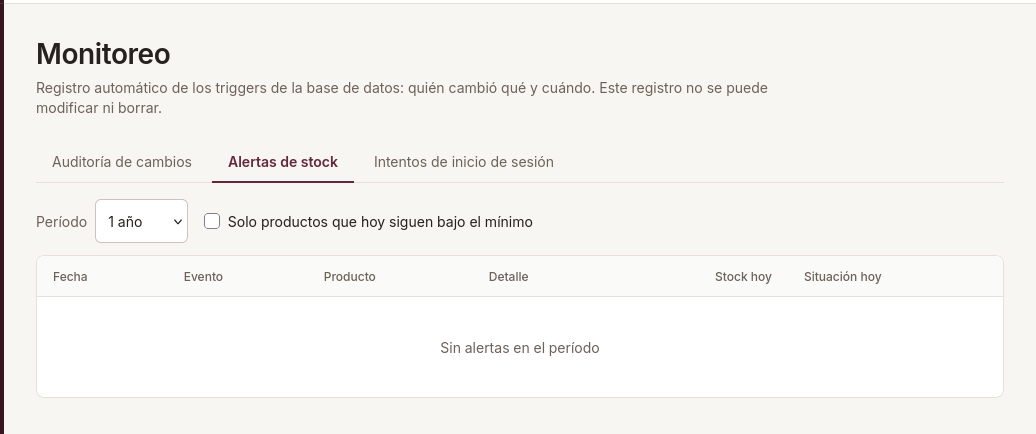 Monitoreo
Registro automático de los triggers de la base de datos: quién cambió qué y cuándo. Este registro no se puede
modificar ni borrar.
Auditoría de cambios
Alertas de stock
Intentos de inicio de sesión
Período
1 año
Solo productos que hoy siguen bajo el mínimo
Fecha
Evento
Producto
Detalle
Stock hoy
Situación hoy
Sin alertas en el período